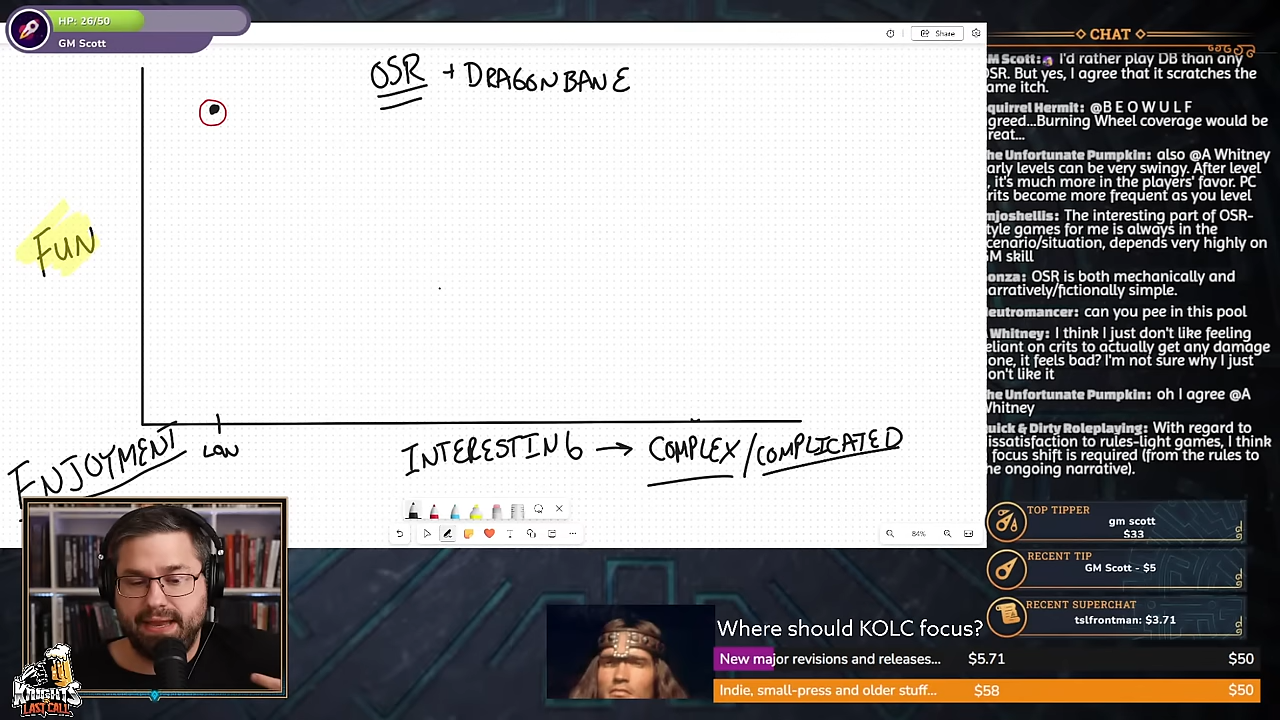 HP: 26/50
GM Scott
Share
OSR + DRAGONBANE
FUN
ENJOYMENT
LOW
INTERESTING → COMPLEX/COMPLICATED
84%
CHAT
M Scott: I'd rather play DB than any
OSR. But yes, I agree that it scratches the
ame itch.
quirrel Hermit: @B E O W U L F
greed...Burning Wheel coverage would be
reat...
he Unfortunate Pumpkin: also @A Whitney
arly levels can be very swingy. After level
, it's much more in the players' favor. PC
rits become more frequent as you level
mjoshellis: The interesting part of OSR-
tyle games for me is always in the
cenario/situation, depends very highly on
GM skill
onza: OSR is both mechanically and
arratively/fictionally simple.
eutromancer: can you pee in this pool
Whitney: I think I just don't like feeling
eliant on crits to actually get any damage
one, it feels bad? I'm not sure why I just
on't like it
he Unfortunate Pumpkin: oh I agree @A
Whitney
uick & Dirty Roleplaying: With regard to
issatisfaction to rules-light games, I think
focus shift is required (from the rules to
he ongoing narrative).
TOP TIPPER
gm scott
$33
RECENT TIP
GM Scott - $5
RECENT SUPERCHAT
tslfrontman: $3.71
Where should KOLC focus?
New major revisions and releases... $5.71 $50
Indie, small-press and older stuff... $58 $50
KNIGHTS
OF
LAST CALL